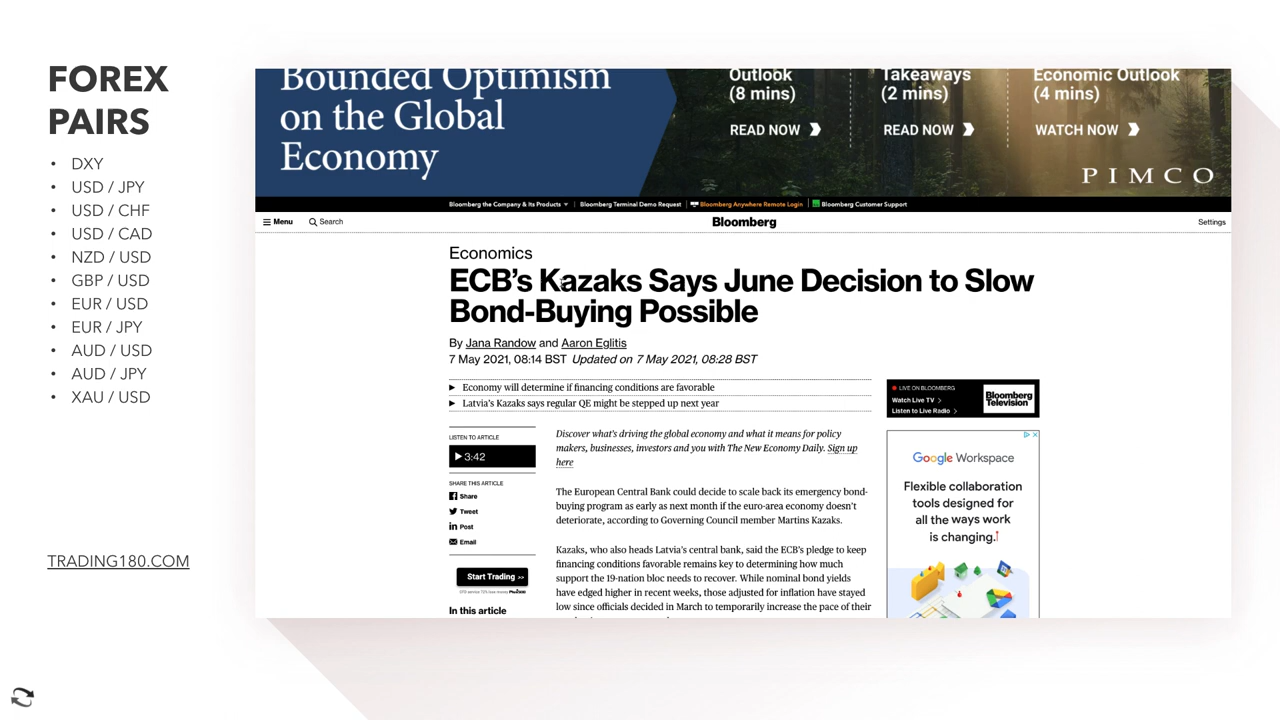 FOREX
PAIRS
• DXY
• USD / JPY
• USD / CHF
• USD / CAD
• NZD / USD
• GBP / USD
• EUR / USD
• EUR / JPY
• AUD / USD
• AUD / JPY
• XAU / USD
TRADING180.COM
Bounded Optimism
on the Global
Economy
Outlook
(8 mins)
READ NOW
Takeaways
(2 mins)
READ NOW
Economic Outlook
(4 mins)
WATCH NOW
PIMCO
Bloomberg the Company & Its Products
Bloomberg Terminal Demo Request
Bloomberg Anywhere Remote Login
Bloomberg Customer Support
Menu
Search
Bloomberg
Settings
Economics
ECB's Kazaks Says June Decision to Slow
Bond-Buying Possible
By Jana Randow and Aaron Eglitis
7 May 2021, 08:14 BST Updated on 7 May 2021, 08:28 BST
Economy will determine if financing conditions are favorable
Latvia's Kazaks says regular QE might be stepped up next year
LISTEN TO ARTICLE
3:42
SHARE THIS ARTICLE
Share
Tweet
Post
Email
Start Trading >>
In this article
Discover what's driving the global economy and what it means for policy
makers, businesses, investors and you with The New Economy Daily. Sign up
here
The European Central Bank could decide to scale back its emergency bond-
buying program as early as next month if the euro-area economy doesn't
deteriorate, according to Governing Council member Martins Kazaks.
Kazaks, who also heads Latvia's central bank, said the ECB's pledge to keep
financing conditions favorable remains key to determining how much
support the 19-nation bloc needs to recover. While nominal bond yields
have edged higher in recent weeks, those adjusted for inflation have stayed
low since officials decided in March to temporarily increase the pace of their
LIVE ON BLOOMBERG
Watch Live TV
Listen to Live Radio
Bloomberg
Television
Google Workspace
Flexible collaboration
tools designed for
all the ways work
is changing.